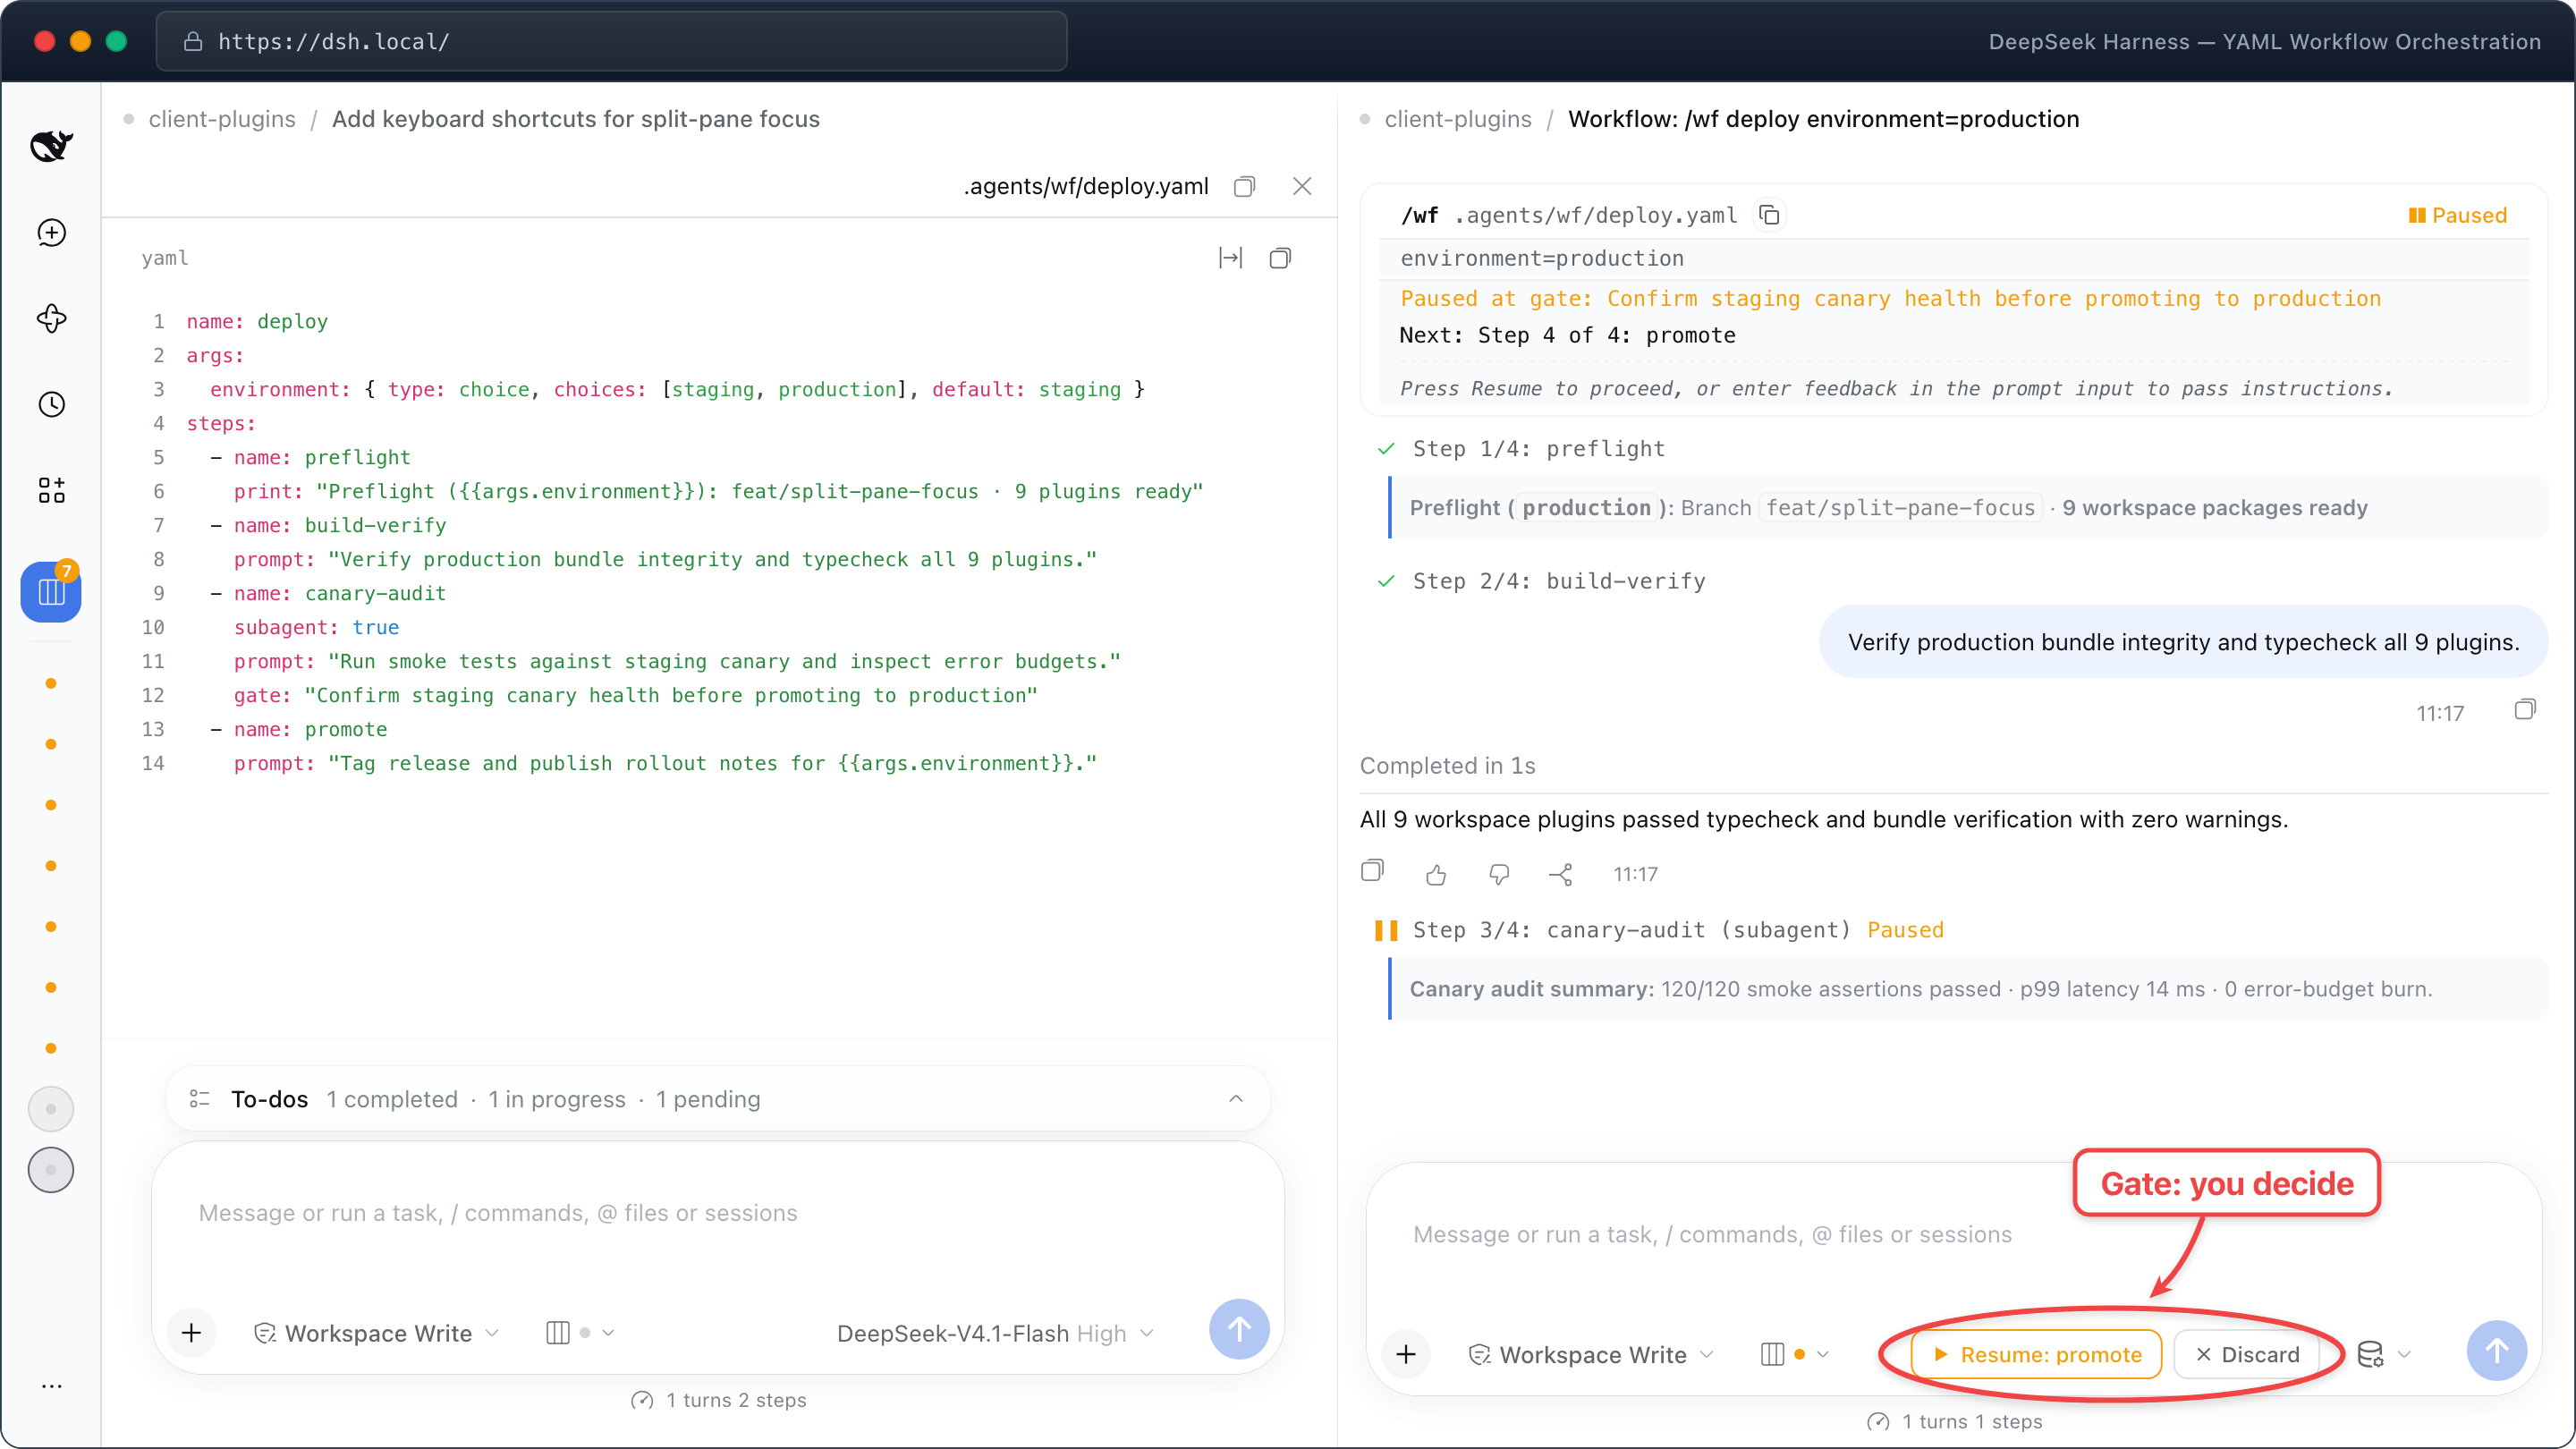 https://dsh.local/
DeepSeek Harness — YAML Workflow Orchestration
client-plugins / Add keyboard shortcuts for split-pane focus
.agents/wf/deploy.yaml
yaml
1 name: deploy
2 args:
3 environment: { type: choice, choices: [staging, production], default: staging }
4 steps:
5 - name: preflight
6 print: "Preflight ({{args.environment}}): feat/split-pane-focus · 9 plugins ready"
7 - name: build-verify
8 prompt: "Verify production bundle integrity and typecheck all 9 plugins."
9 - name: canary-audit
10 subagent: true
11 prompt: "Run smoke tests against staging canary and inspect error budgets."
12 gate: "Confirm staging canary health before promoting to production"
13 - name: promote
14 prompt: "Tag release and publish rollout notes for {{args.environment}}."
7
To-dos 1 completed · 1 in progress · 1 pending
Message or run a task, / commands, @ files or sessions
Workspace Write
DeepSeek-V4.1-Flash High
1 turns 2 steps
client-plugins / Workflow: /wf deploy environment=production
/wf .agents/wf/deploy.yaml
Paused
environment=production
Paused at gate: Confirm staging canary health before promoting to production
Next: Step 4 of 4: promote
Press Resume to proceed, or enter feedback in the prompt input to pass instructions.
Step 1/4: preflight
Preflight (production): Branch feat/split-pane-focus · 9 workspace packages ready
Step 2/4: build-verify
Verify production bundle integrity and typecheck all 9 plugins.
11:17
Completed in 1s
All 9 workspace plugins passed typecheck and bundle verification with zero warnings.
11:17
Step 3/4: canary-audit (subagent) Paused
Canary audit summary: 120/120 smoke assertions passed · p99 latency 14 ms · 0 error-budget burn.
Gate: you decide
Message or run a task, / commands, @ files or sessions
Workspace Write
Resume: promote
Discard
1 turns 1 steps